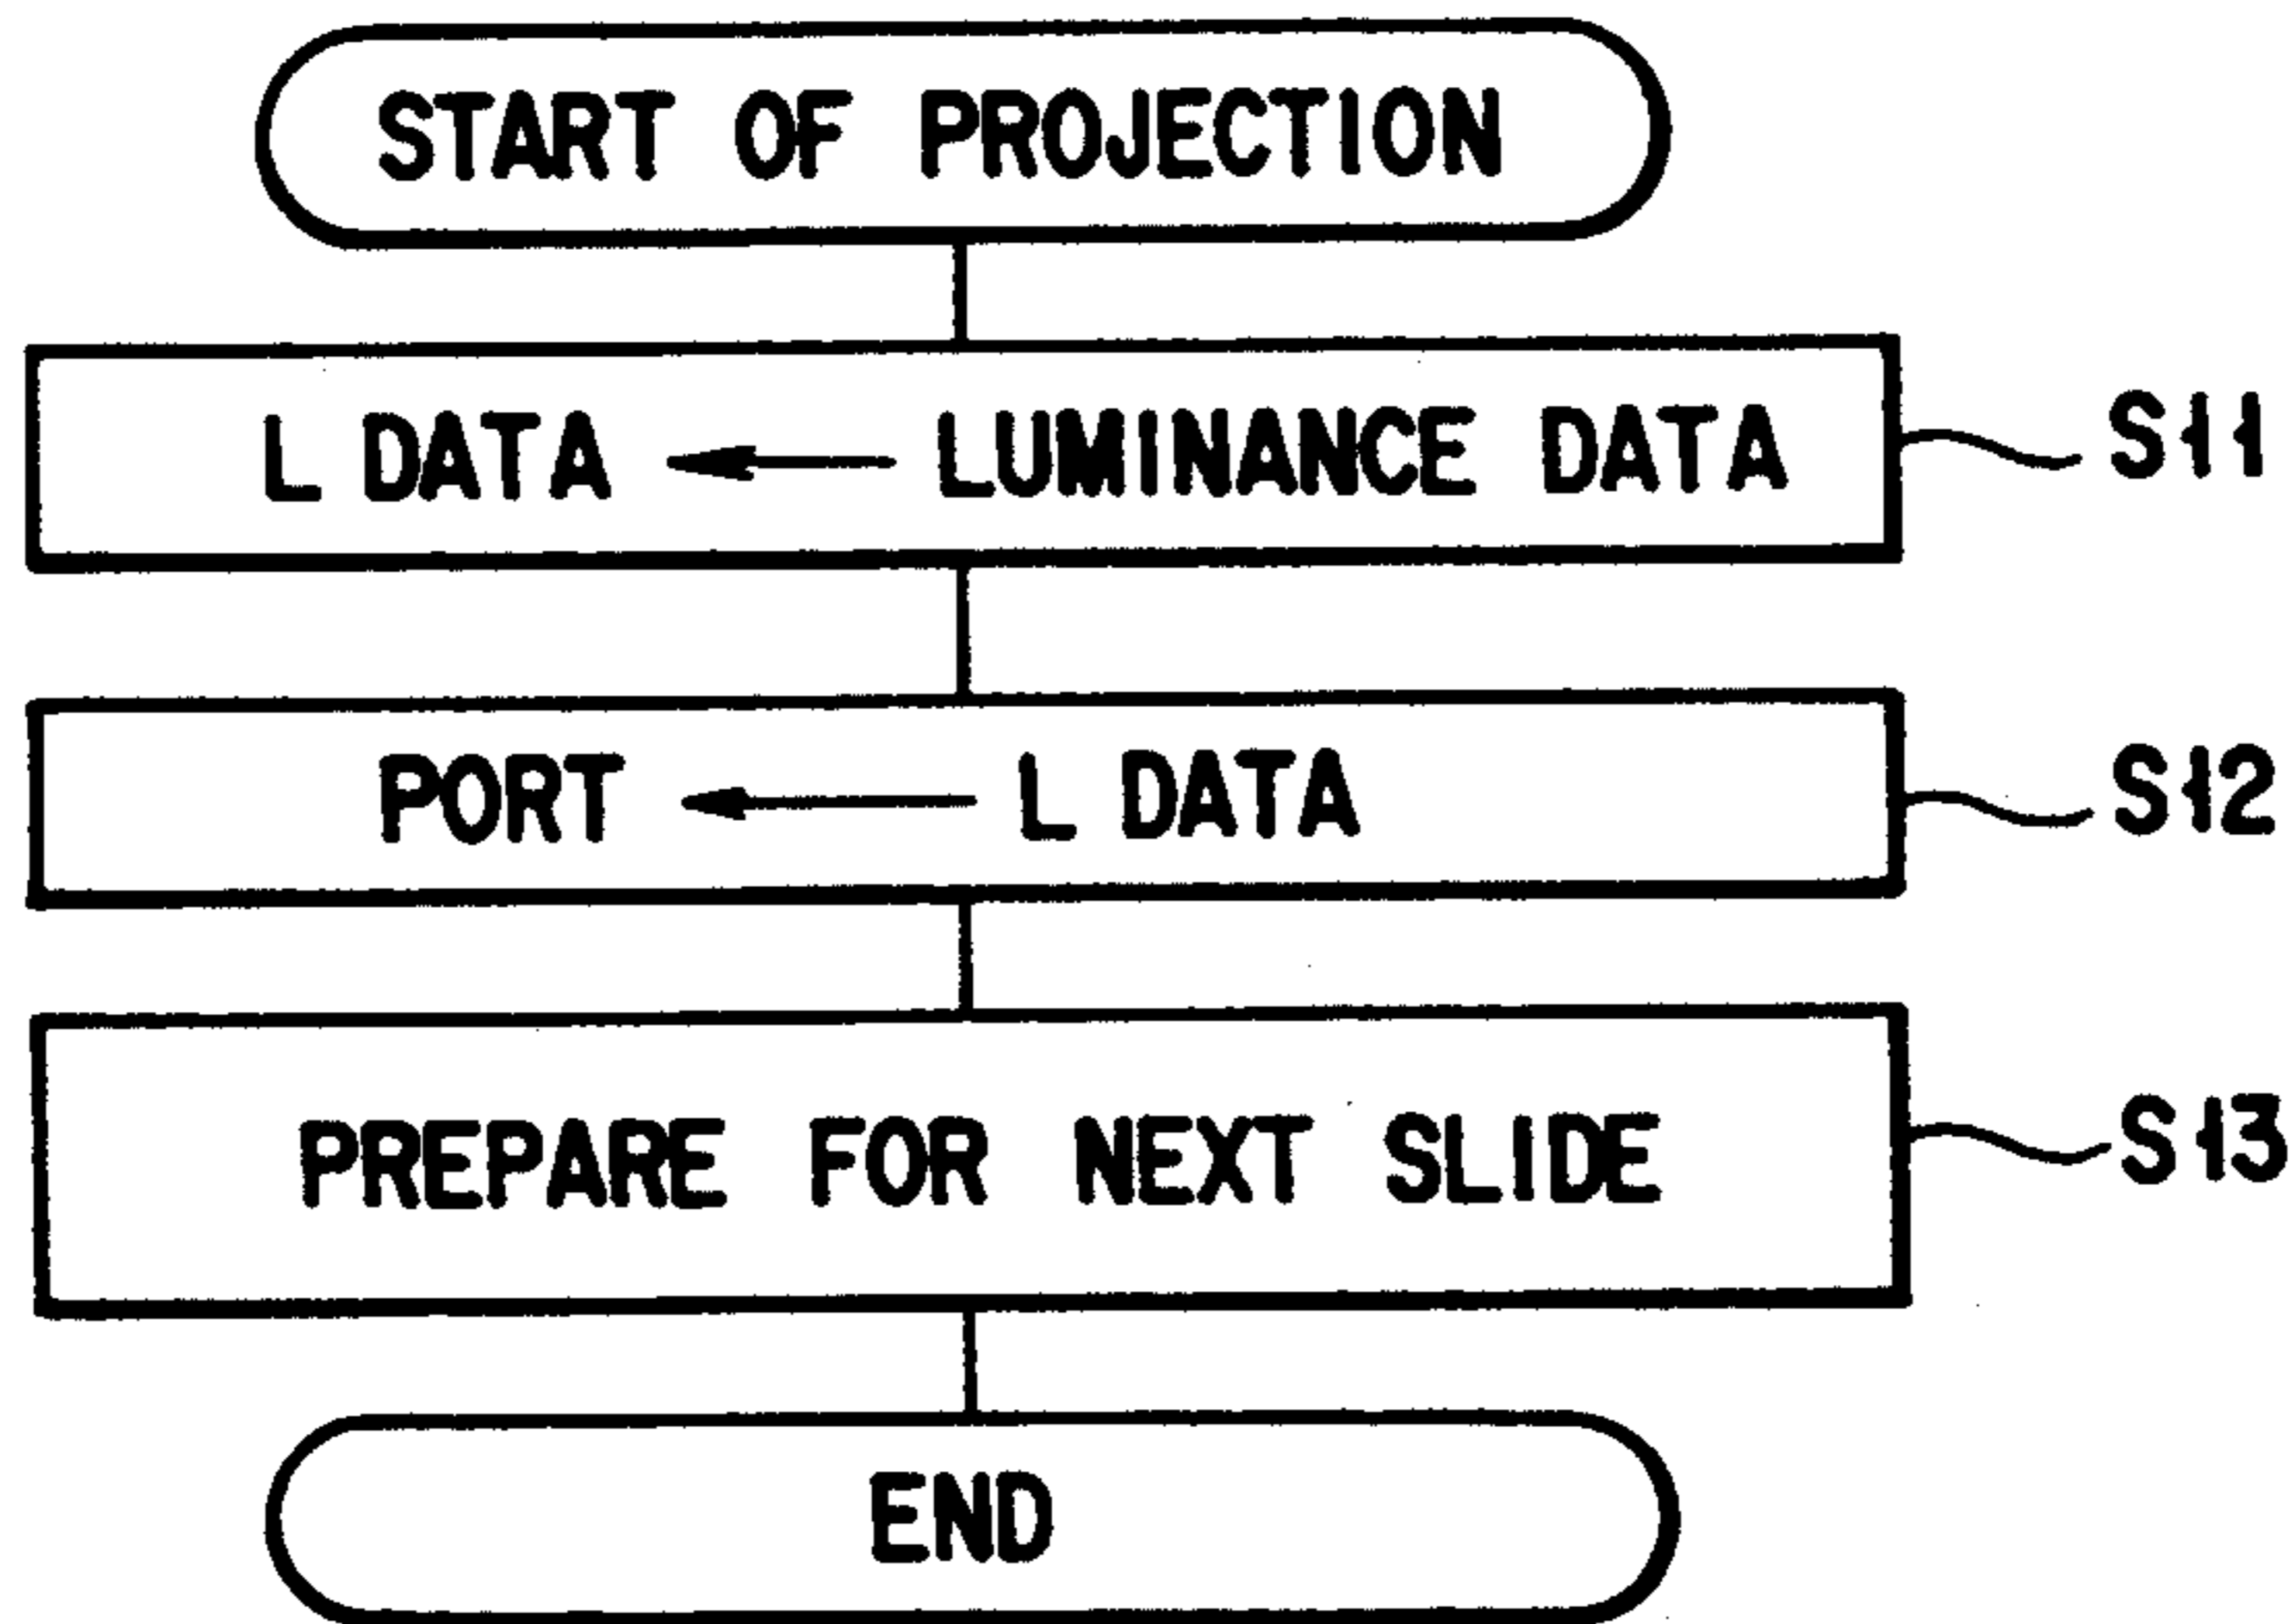 START OF PROJECTION
L DATA ← LUMINANCE DATA S11
PORT ← L DATA S12
PREPARE FOR NEXT SLIDE S13
END